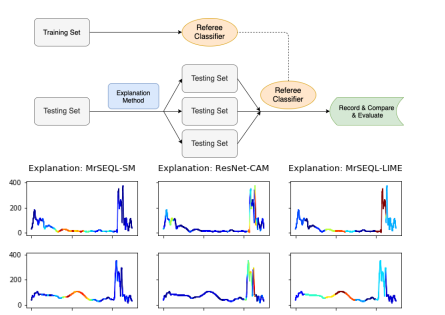 Training Set
Referee
Classifier
Testing Set
Explanation
Method
Testing Set
Testing Set
Testing Set
Referee
Classifier
Record & Compare
& Evaluate
Explanation: MrSEQL-SM
Explanation: ResNet-CAM
Explanation: MrSEQL-LIME
400
200
0
400
200
0